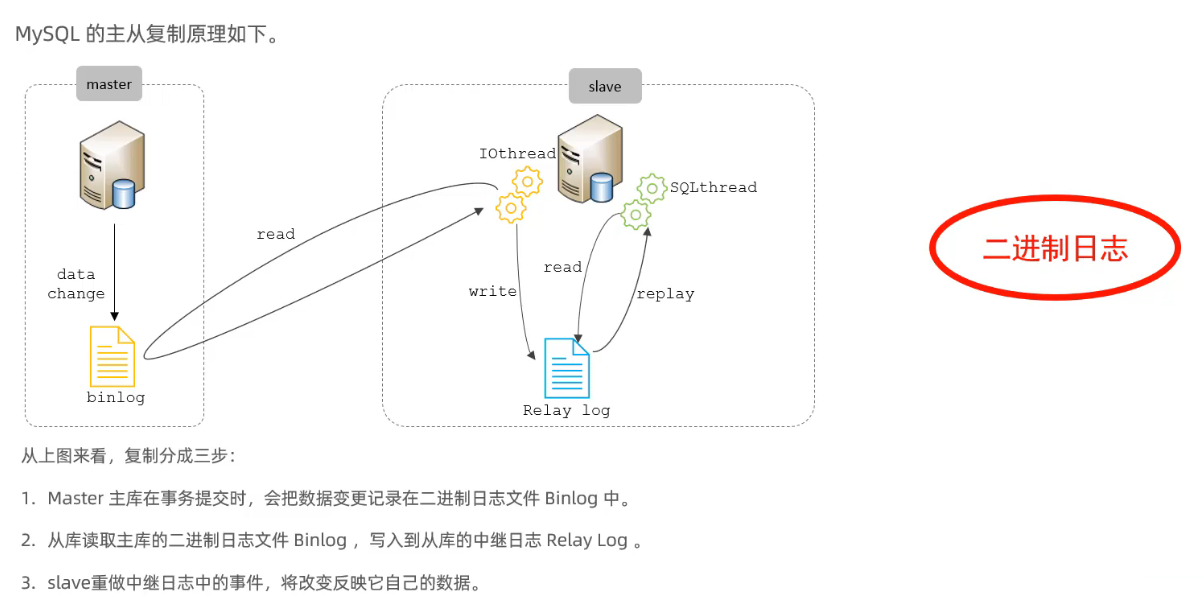 MySQL 的主从复制原理如下。
master
slave
IOthread
SQLthread
read
二进制日志
data
change
read
write
replay
binlog
Relay log
从上图来看，复制分成三步：
1. Master 主库在事务提交时，会把数据变更记录在二进制日志文件 Binlog 中。
2. 从库读取主库的二进制日志文件 Binlog ，写入到从库的中继日志 Relay Log 。
3. slave重做中继日志中的事件，将改变反映它自己的数据。